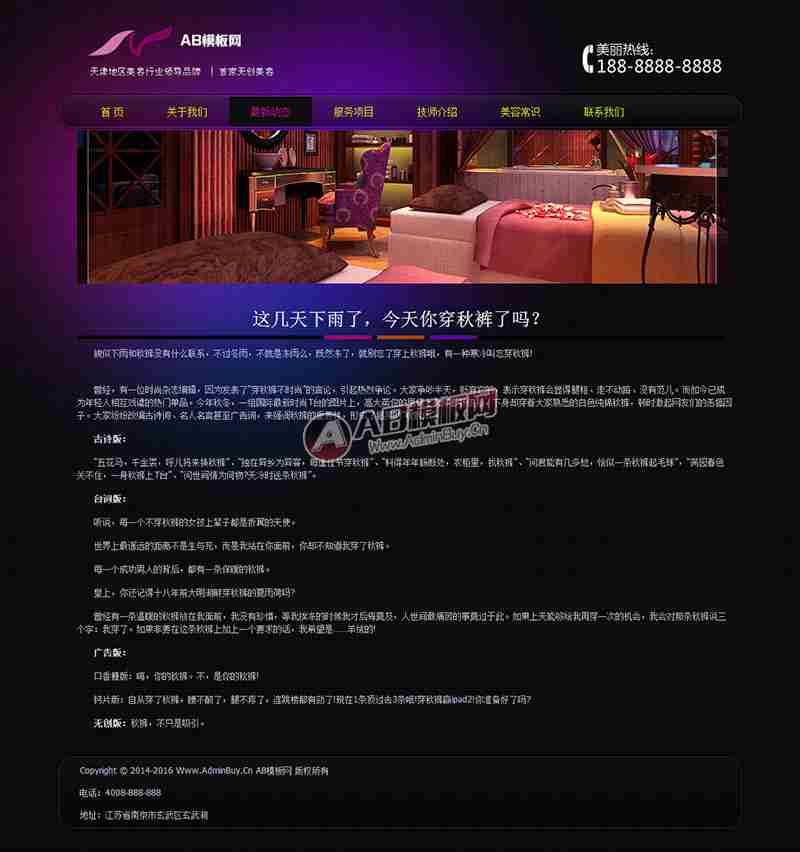 AB模板网
天津地区美容行业领导品牌 | 首家天创美容
美丽热线:
188-8888-8888
首 页 关于我们 最新动态 服务项目 技师介绍 美容常识 联系我们
这几天下雨了，今天你穿秋裤了吗?
貌似下雨和秋裤没有什么联系，不过冬雨，不就是冻雨么，既然冻了，就别忘了穿上秋裤哦，有一种寒冷叫忘穿秋裤!
曾经，有一位时尚杂志编辑，因为发表了"穿秋裤不时尚"的言论，引起热烈争论。大家争吵半天，
表示穿秋裤会显得腿粗、走不动路、没有范儿。而如今已成
为年轻人相互戏谑的热门单品。今年秋冬，一组国际最新时尚T台的图片上，高大英
身却穿着大家熟悉的白色纯棉秋裤，顿时激起网友们的恶搞因
子。大家纷纷改编古诗词、名人名言甚至广告词，来强调秋裤的重要性，
AB模板网
Www.AdminBuy.Cn
古诗版:
"五花马，千金裘，呼儿将来换秋裤"、"独在异乡为异客，每逢佳节穿秋裤"、"料得年年肠断处，衣柜里，找秋裤"、"问君能有几多愁，恰似一条秋裤起毛球"，"满园春色
关不住，一身秋裤上T台"、"问世间情为何物?天冷时送条秋裤"。
台词版:
听说，每一个不穿秋裤的女孩上辈子都是折翼的天使。
世界上最遥远的距离不是生与死，而是我站在你面前，你却不知道我穿了秋裤。
每一个成功男人的背后，都有一条保暖的秋裤。
皇上，你还记得十八年前大明湖畔穿秋裤的夏雨荷吗?
曾经有一条温暖的秋裤放在我面前，我没有珍惜，等我挨冻的时候我才后悔莫及，人世间最痛苦的事莫过于此。如果上天能够给我再穿一次的机会，我会对那条秋裤说三
个字：我穿了。如果非要在这条秋裤上加上一个要求的话，我希望是......羊绒的!
广告版:
口香糖版：嗨，你的秋裤。不，是你的秋裤!
钙片版：自从穿了秋裤，腰不酸了，腿不疼了，连跳楼都有劲了!现在1条顶过去3条呢!穿秋裤赢ipad2!你准备好了吗?
无创版：秋裤，不只是吸引。
Copyright © 2014-2016 Www.AdminBuy.Cn AB模板网 版权所有
电话：4008-888-888
地址：江苏省南京市玄武区玄武湖